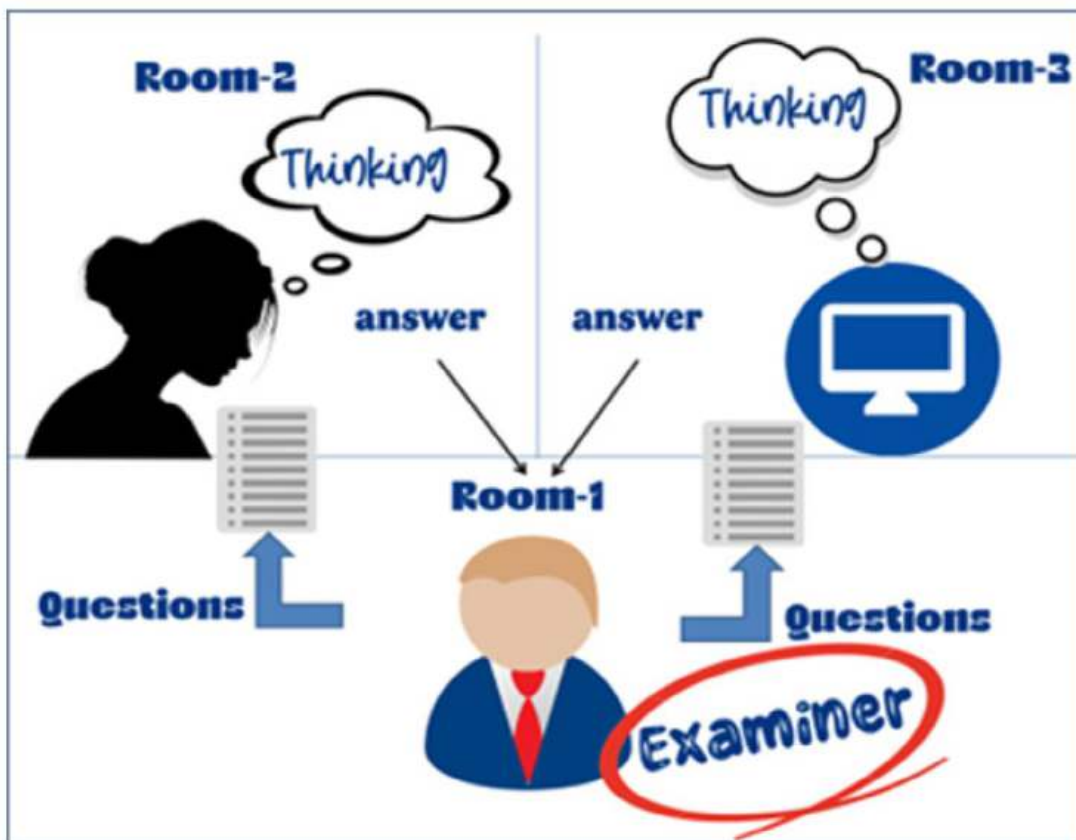 Room-2
Room-3
Thinking
Thinking
answer
answer
Room-1
Questions
Questions
Examiner